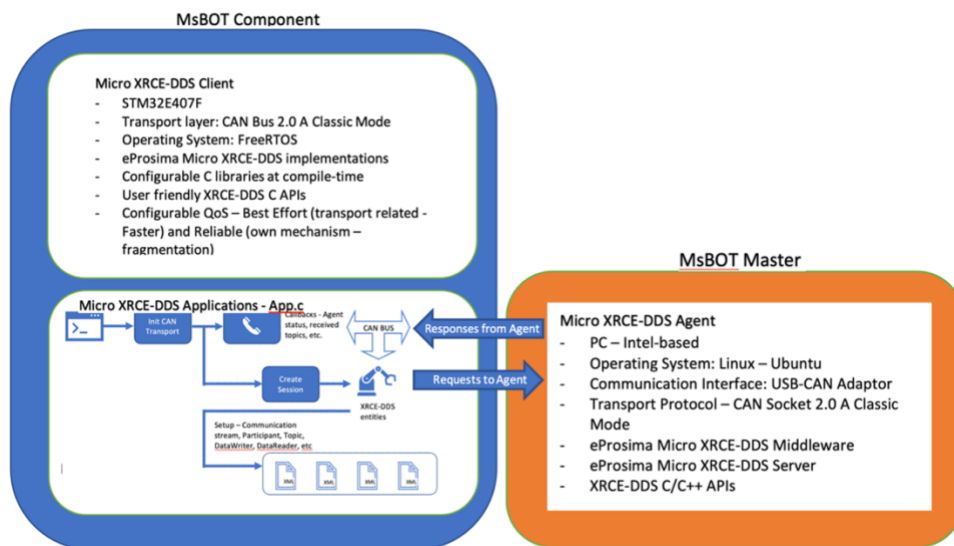 MsBOT Component
Micro XRCE-DDS Client
- STM32E407F
- Transport layer: CAN Bus 2.0 A Classic Mode
- Operating System: FreeRTOS
- eProsima Micro XRCE-DDS implementations
- Configurable C libraries at compile-time
- User friendly XRCE-DDS C APIs
- Configurable QoS – Best Effort (transport related -
Faster) and Reliable (own mechanism –
fragmentation)
Micro XRCE-DDS Applications - App.c
Init CAN
Transport
Callbacks - Agent
status, received
topics, etc.
CAN BUS
Create
Session
XRCE-DDS
entities
Setup – Communication
stream, Participant, Topic,
DataWriter, DataReader, etc
XML
XML
XML
XML
Responses from Agent
Requests to Agent
MsBOT Master
Micro XRCE-DDS Agent
- PC – Intel-based
- Operating System: Linux – Ubuntu
- Communication Interface: USB-CAN Adaptor
- Transport Protocol – CAN Socket 2.0 A Classic
Mode
- eProsima Micro XRCE-DDS Middleware
- eProsima Micro XRCE-DDS Server
- XRCE-DDS C/C++ APIs